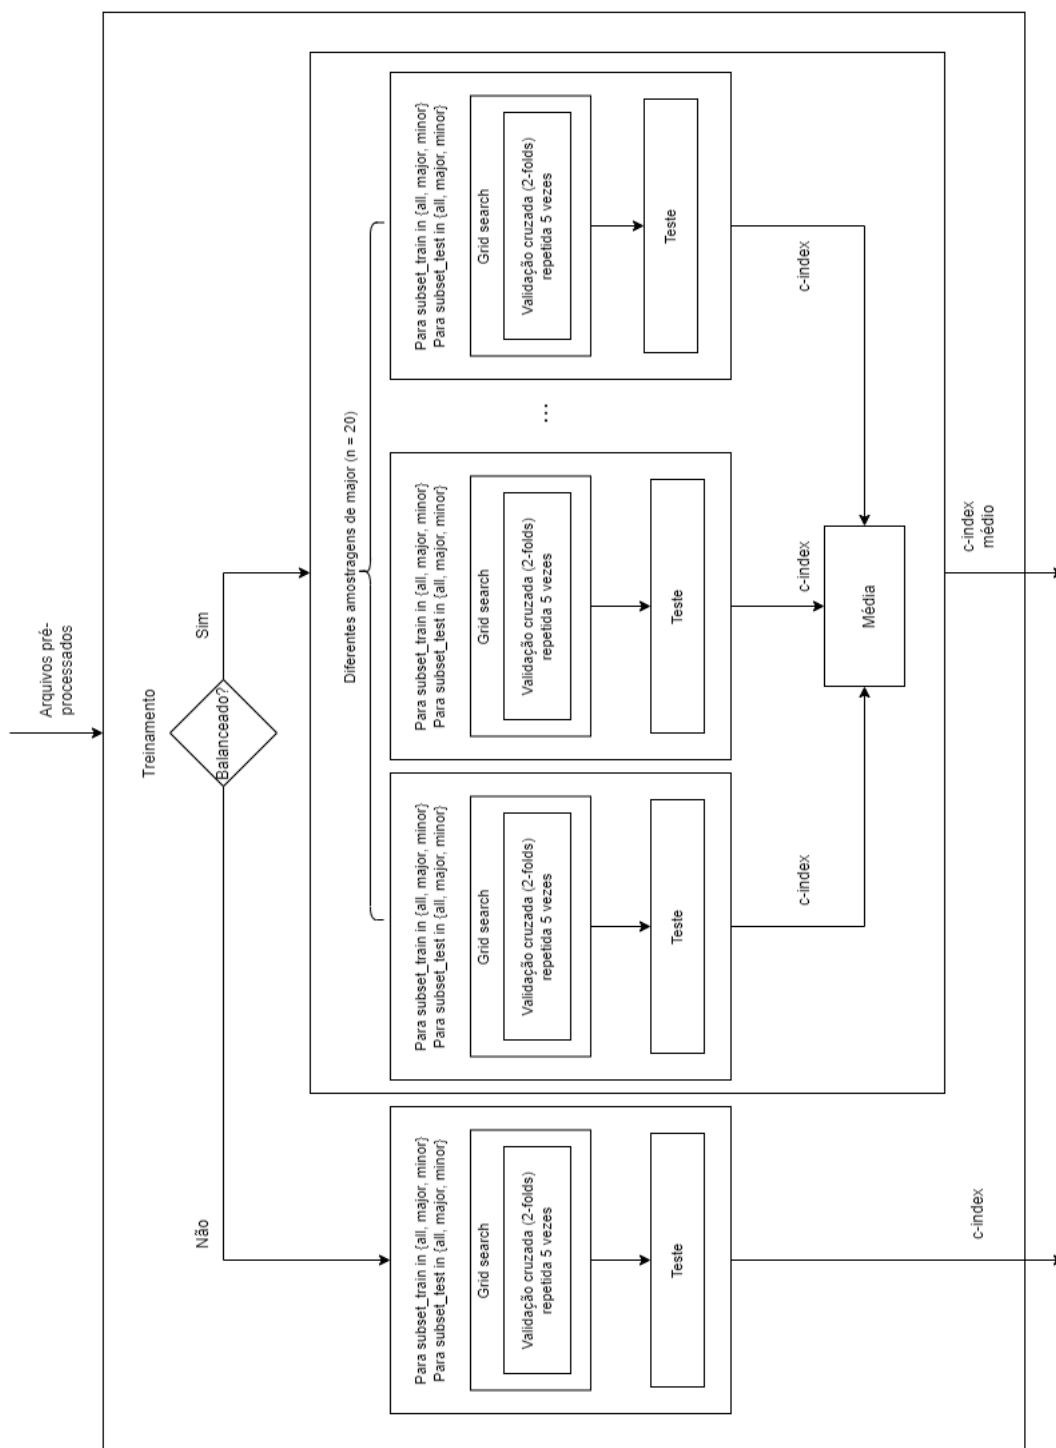 Arquivos pré-
processados
Treinamento
Balanceado?
Não
Sim
Diferentes amostragens de major (n = 20)
Para subset_train in {all, major, minor}
Para subset_test in {all, major, minor}
Grid search
Validação cruzada (2-folds)
repetida 5 vezes
Teste
c-index
Para subset_train in {all, major, minor}
Para subset_test in {all, major, minor}
Grid search
Validação cruzada (2-folds)
repetida 5 vezes
Teste
c-index
Para subset_train in {all, major, minor}
Para subset_test in {all, major, minor}
Grid search
Validação cruzada (2-folds)
repetida 5 vezes
Teste
c-index
...
Para subset_train in {all, major, minor}
Para subset_test in {all, major, minor}
Grid search
Validação cruzada (2-folds)
repetida 5 vezes
Teste
c-index
Média
c-index
médio